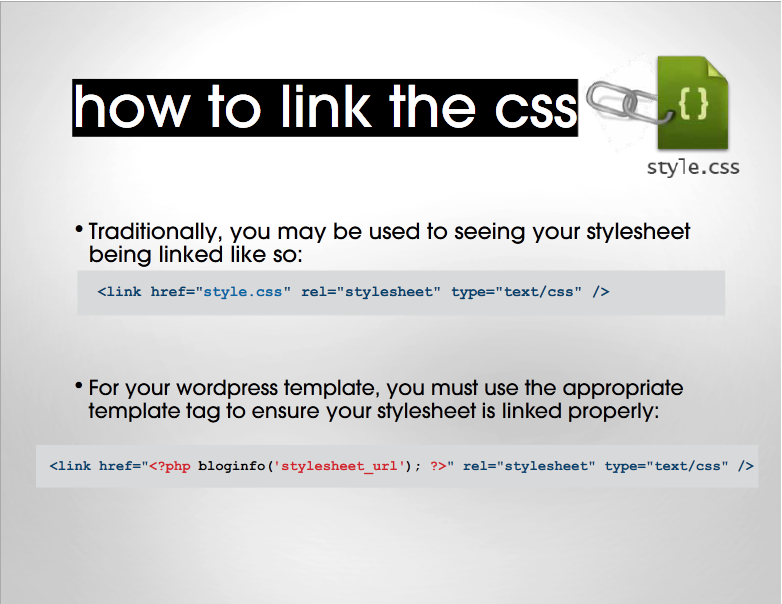 how to link the css
{ }
style.css
• Traditionally, you may be used to seeing your stylesheet
being linked like so:
<link href="style.css" rel="stylesheet" type="text/css" />
• For your wordpress template, you must use the appropriate
template tag to ensure your stylesheet is linked properly:
<link href="<?php bloginfo('stylesheet_url'); ?>" rel="stylesheet" type="text/css" />